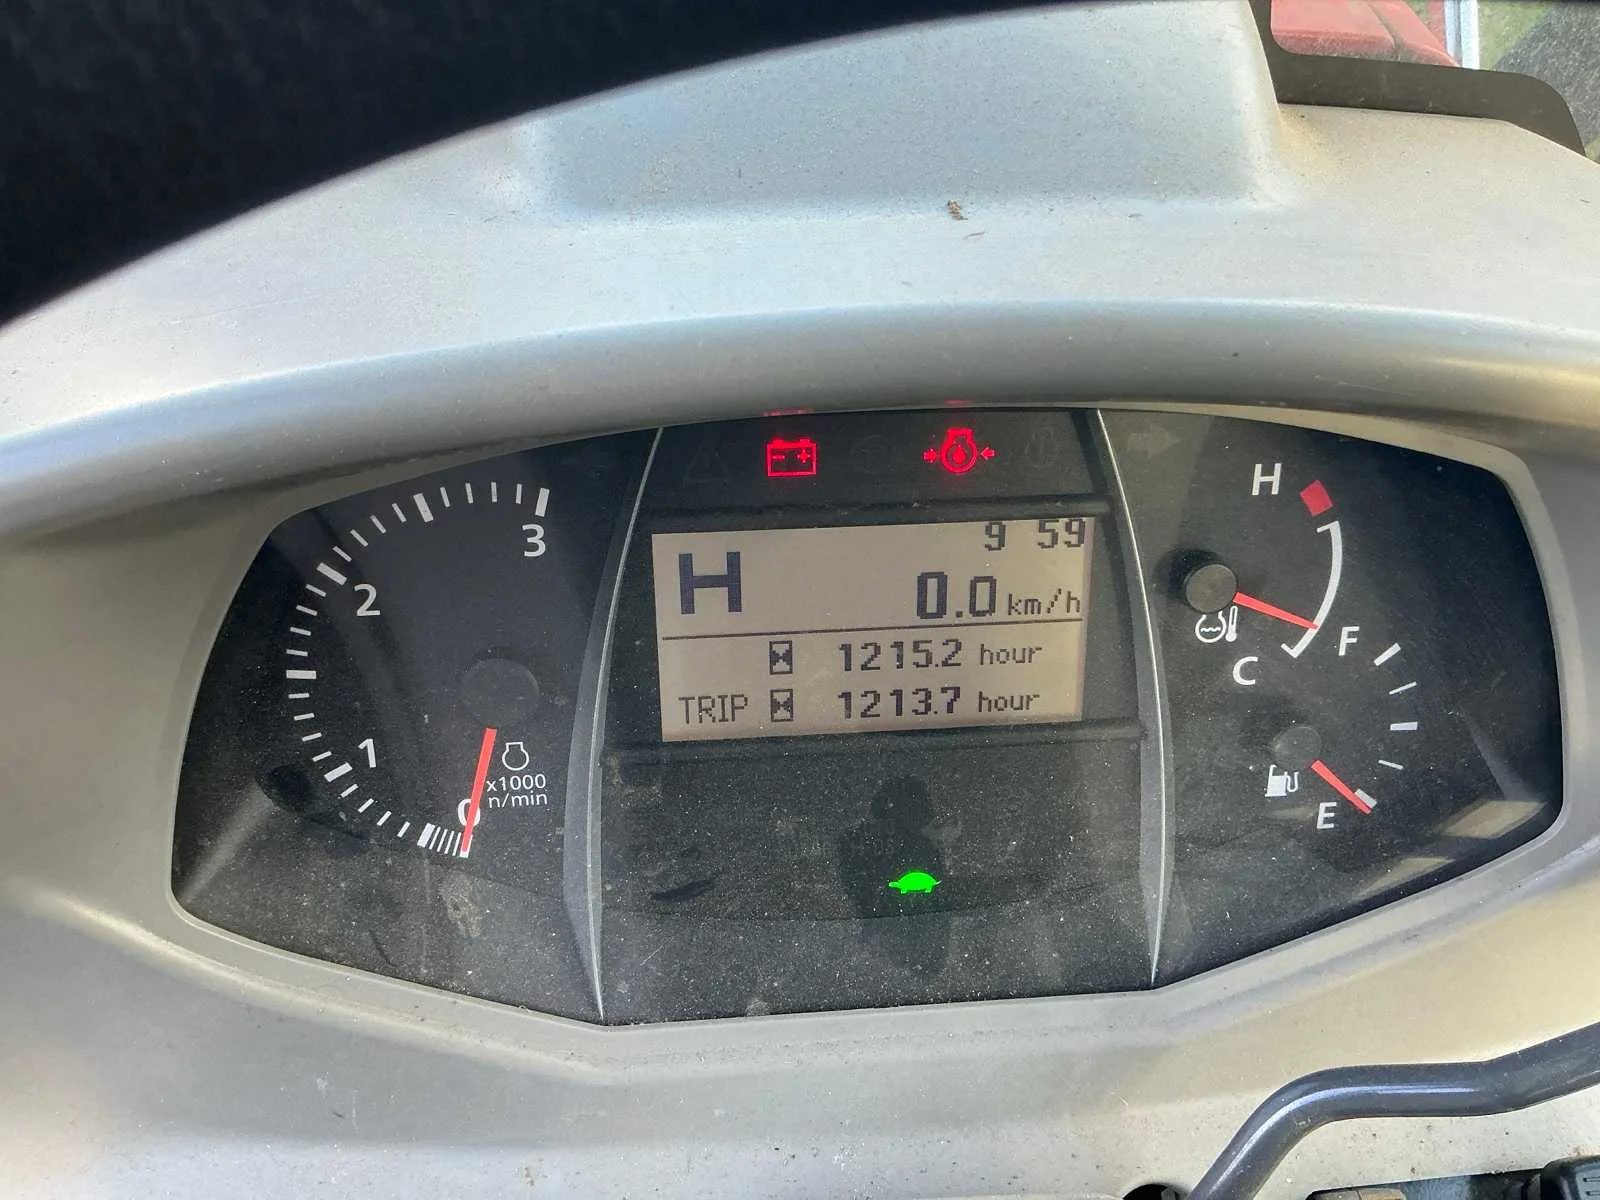 3
2
1
0
x1000
n/min
9 59
H
0.0 km/h
1215.2 hour
TRIP 1213.7 hour
H
C
F
E